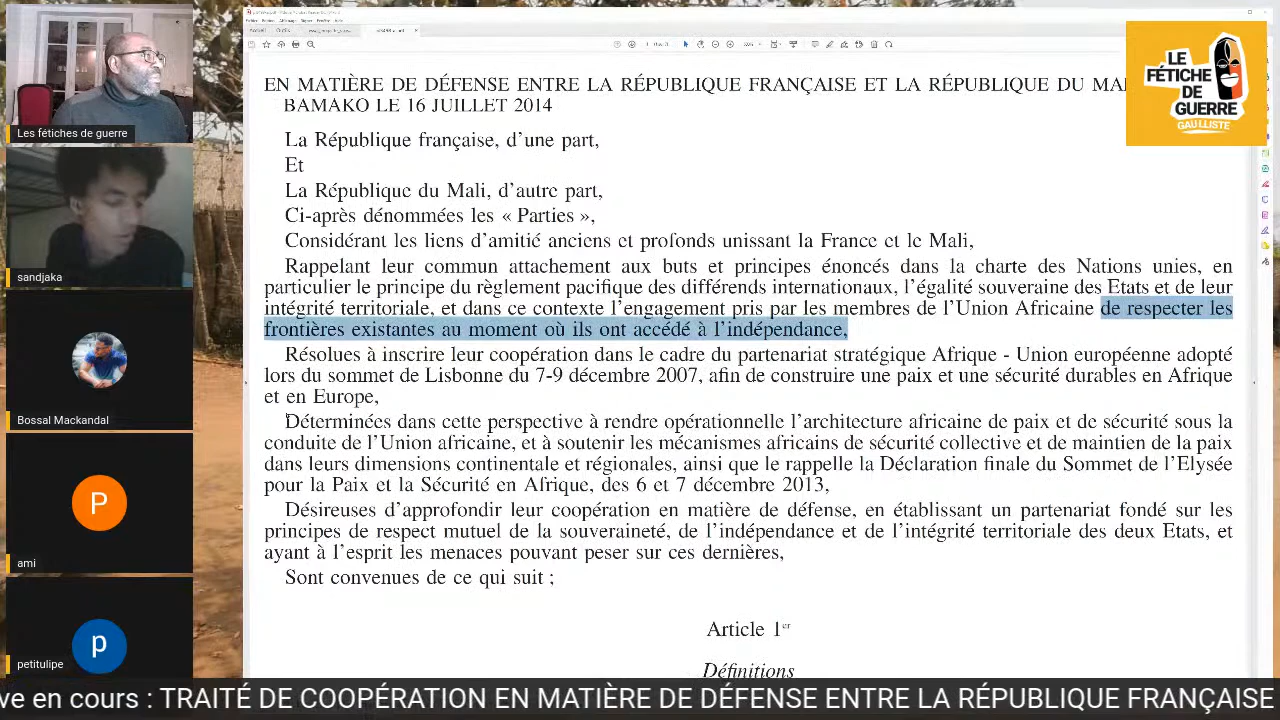 EN MATIÈRE DE DÉFENSE ENTRE LA RÉPUBLIQUE FRANÇAISE ET LA RÉPUBLIQUE DU
BAMAKO LE 16 JUILLET 2014
La République française, d'une part,
Et
La République du Mali, d'autre part,
Ci-après dénommées les « Parties »,
Considérant les liens d'amitié anciens et profonds unissant la France et le Mali,
Rappelant leur commun attachement aux buts et principes énoncés dans la charte des Nations unies, en
particulier le principe du règlement pacifique des différends internationaux, l'égalité souveraine des Etats et de leur
intégrité territoriale, et dans ce contexte l'engagement pris par les membres de l'Union Africaine de respecter les
frontières existantes au moment où ils ont accédé à l'indépendance,
Résolues à inscrire leur coopération dans le cadre du partenariat stratégique Afrique - Union européenne adopté
lors du sommet de Lisbonne du 7-9 décembre 2007, afin de construire une paix et une sécurité durables en Afrique
et en Europe,
Déterminées dans cette perspective à rendre opérationnelle l'architecture africaine de paix et de sécurité sous la
conduite de l'Union africaine, et à soutenir les mécanismes africains de sécurité collective et de maintien de la paix
dans leurs dimensions continentale et régionales, ainsi que le rappelle la Déclaration finale du Sommet de l'Elysée
pour la Paix et la Sécurité en Afrique, des 6 et 7 décembre 2013,
Désireuses d'approfondir leur coopération en matière de défense, en établissant un partenariat fondé sur les
principes de respect mutuel de la souveraineté, de l'indépendance et de l'intégrité territoriale des deux Etats, et
ayant à l'esprit les menaces pouvant peser sur ces dernières,
Sont convenues de ce qui suit ;
Article 1er
Définitions
LE
FÉTICHE
DE
GUERRE
GAULLISTE
Les fétiches de guerre
sandjaka
Bossal Mackandal
P
ami
p
petitulipe
ve en cours : TRAITÉ DE COOPÉRATION EN MATIÈRE DE DÉFENSE ENTRE LA RÉPUBLIQUE FRANÇAISE